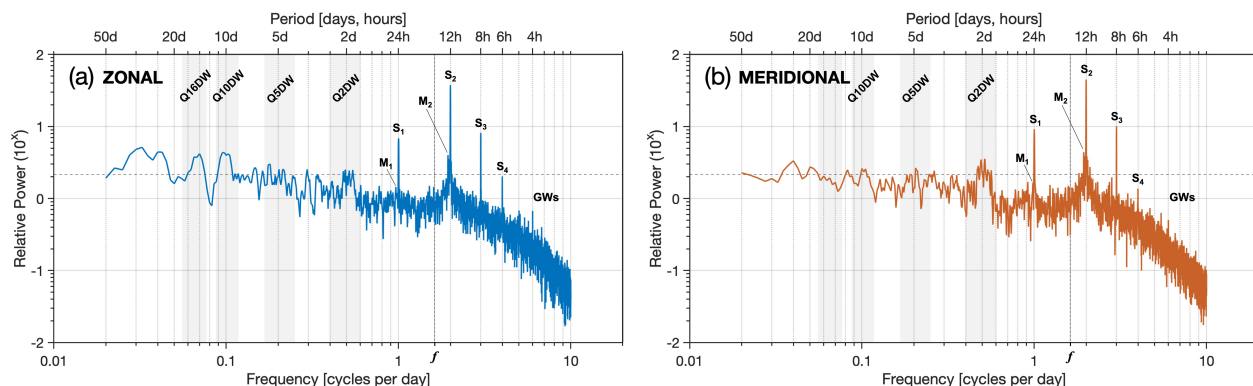 Period [days, hours]
50d 20d 10d 5d 2d 24h 12h 8h 6h 4h
(a) ZONAL
Q16DW Q10DW Q5DW Q2DW
S2
M2
S3
S1
M1
S4
GWs
Relative Power (10^x)
2
1
0
-1
-2
0.01 0.1 1 f 10
Frequency [cycles per day]
Period [days, hours]
50d 20d 10d 5d 2d 24h 12h 8h 6h 4h
(b) MERIDIONAL
Q10DW Q5DW Q2DW
S2
M2
S1
S3
M1
S4
GWs
Relative Power (10^x)
2
1
0
-1
-2
0.01 0.1 1 f 10
Frequency [cycles per day]